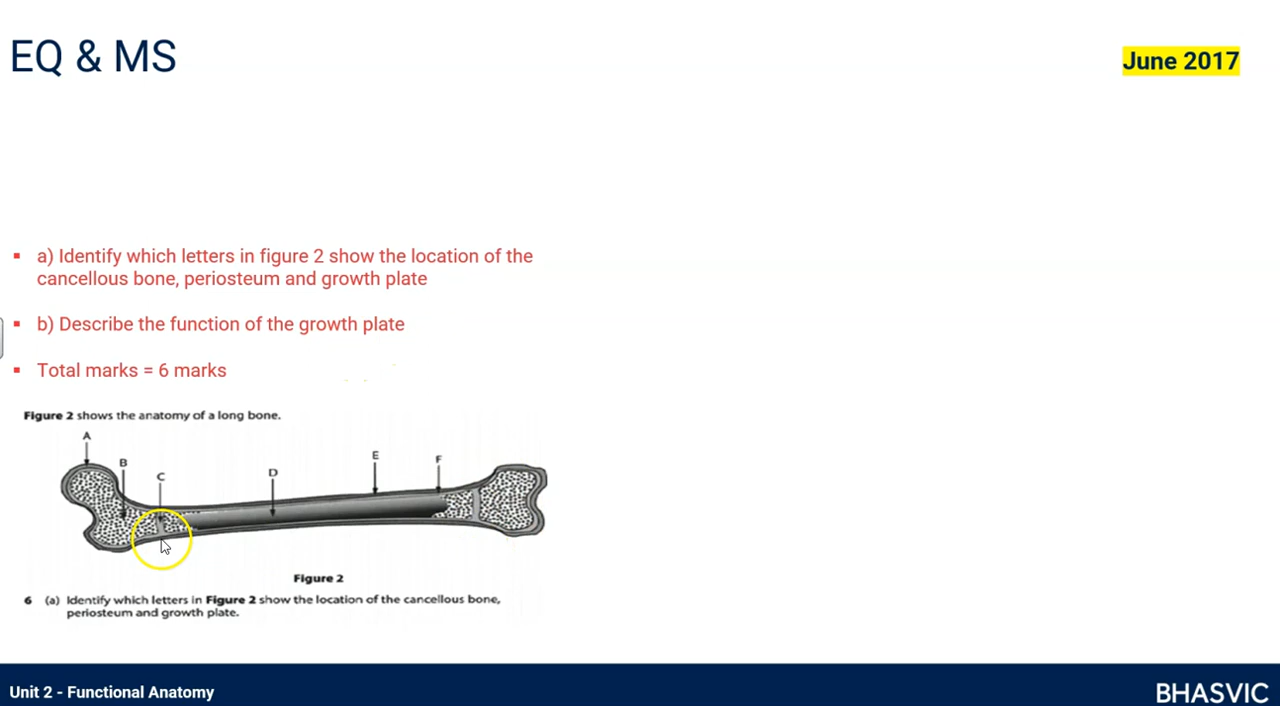 EQ & MS
June 2017
a) Identify which letters in figure 2 show the location of the
cancellous bone, periosteum and growth plate
b) Describe the function of the growth plate
Total marks = 6 marks
Figure 2 shows the anatomy of a long bone.
A
B
C
D
E
F
Figure 2
6 (a) Identify which letters in Figure 2 show the location of the cancellous bone,
periosteum and growth plate.
Unit 2 - Functional Anatomy
BHASVIC